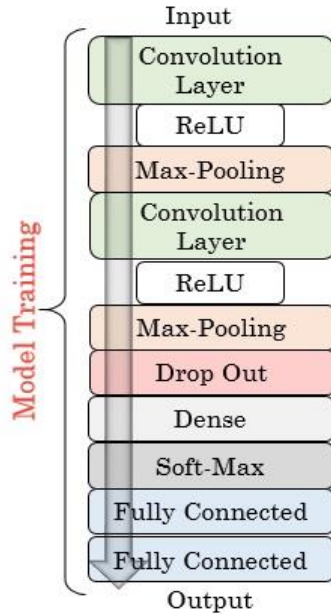 Input
Model Training
Convolution
Layer
ReLU
Max-Pooling
Convolution
Layer
ReLU
Max-Pooling
Drop Out
Dense
Soft-Max
Fully Connected
Fully Connected
Output